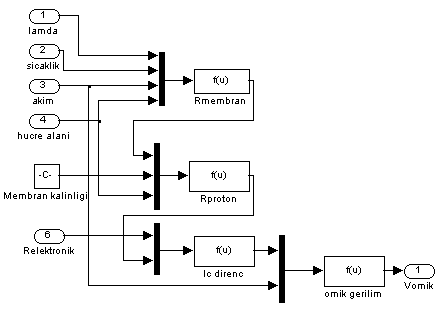 1
lamda
2
sicaklik
3
akim
4
hucre alani
f(u)
Rmembran
-C-
Membran kalinligi
f(u)
Rproton
6
Relektronik
f(u)
Ic direnc
f(u)
omik gerilim
1
Vomik